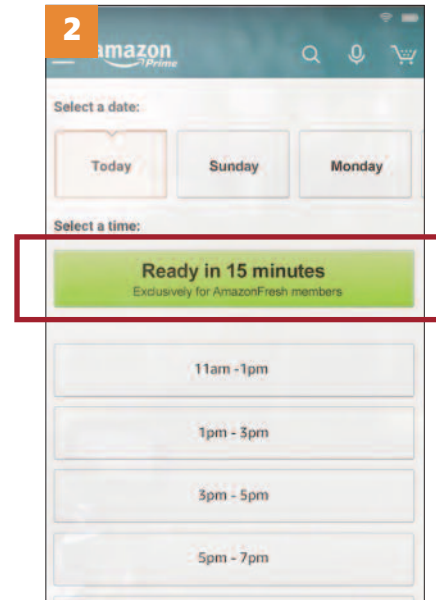 2
amazon
Prime
Select a date:
Today Sunday Monday
Select a time:
Ready in 15 minutes
Exclusively for AmazonFresh members
11am -1pm
1pm - 3pm
3pm - 5pm
5pm - 7pm